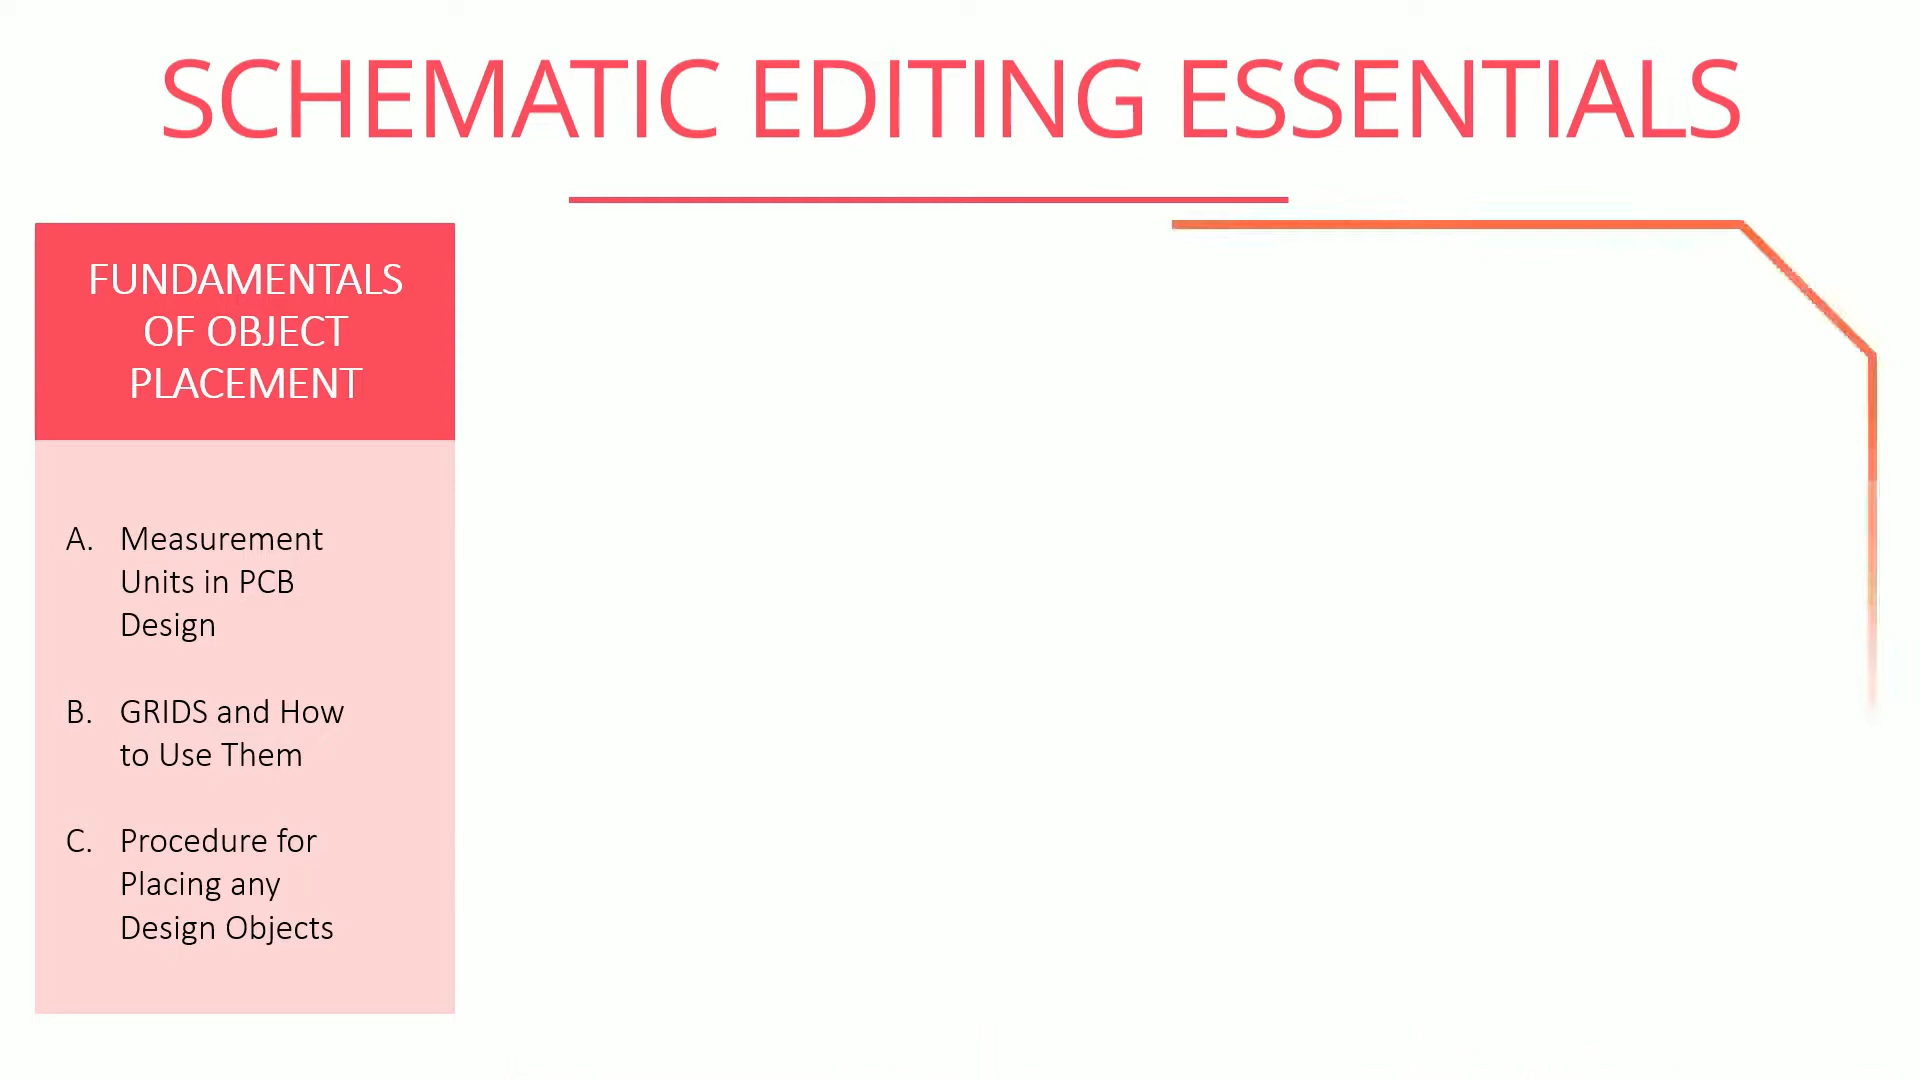 SCHEMATIC EDITING ESSENTIALS
FUNDAMENTALS
OF OBJECT
PLACEMENT
A. Measurement
Units in PCB
Design
B. GRIDS and How
to Use Them
C. Procedure for
Placing any
Design Objects